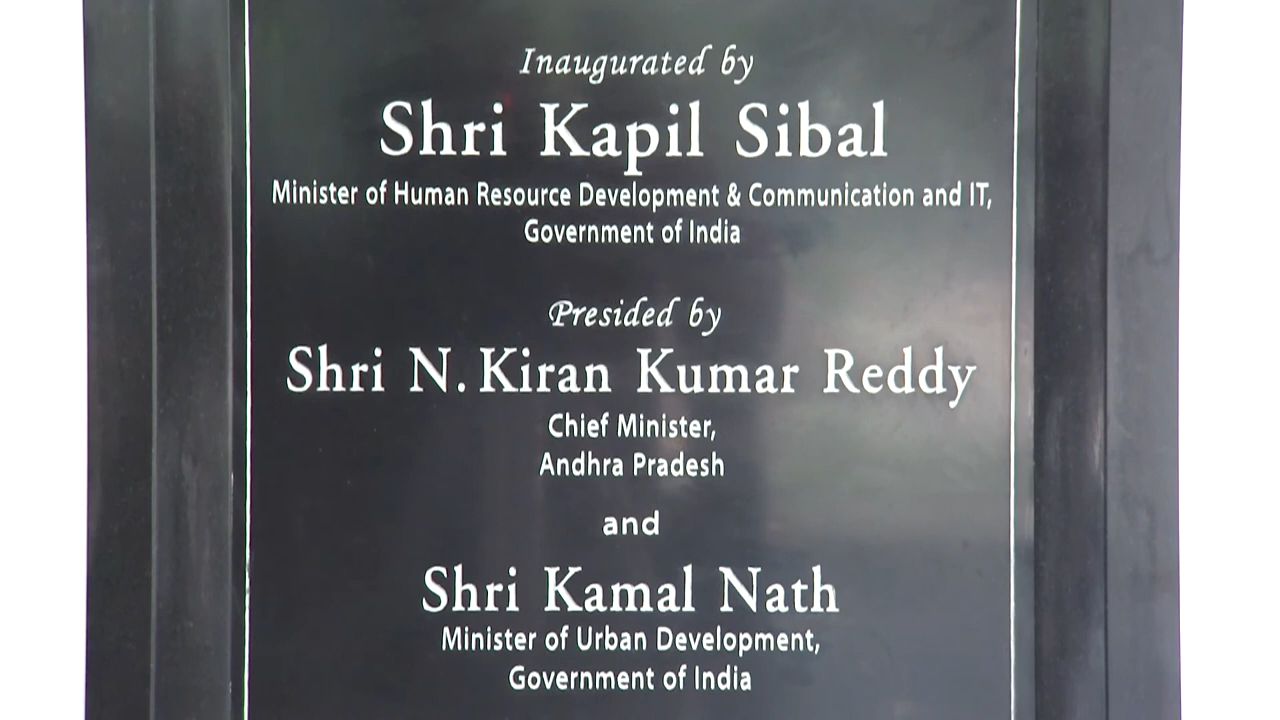 Inaugurated by
Shri Kapil Sibal
Minister of Human Resource Development & Communication and IT,
Government of India
Presided by
Shri N. Kiran Kumar Reddy
Chief Minister,
Andhra Pradesh
and
Shri Kamal Nath
Minister of Urban Development,
Government of India